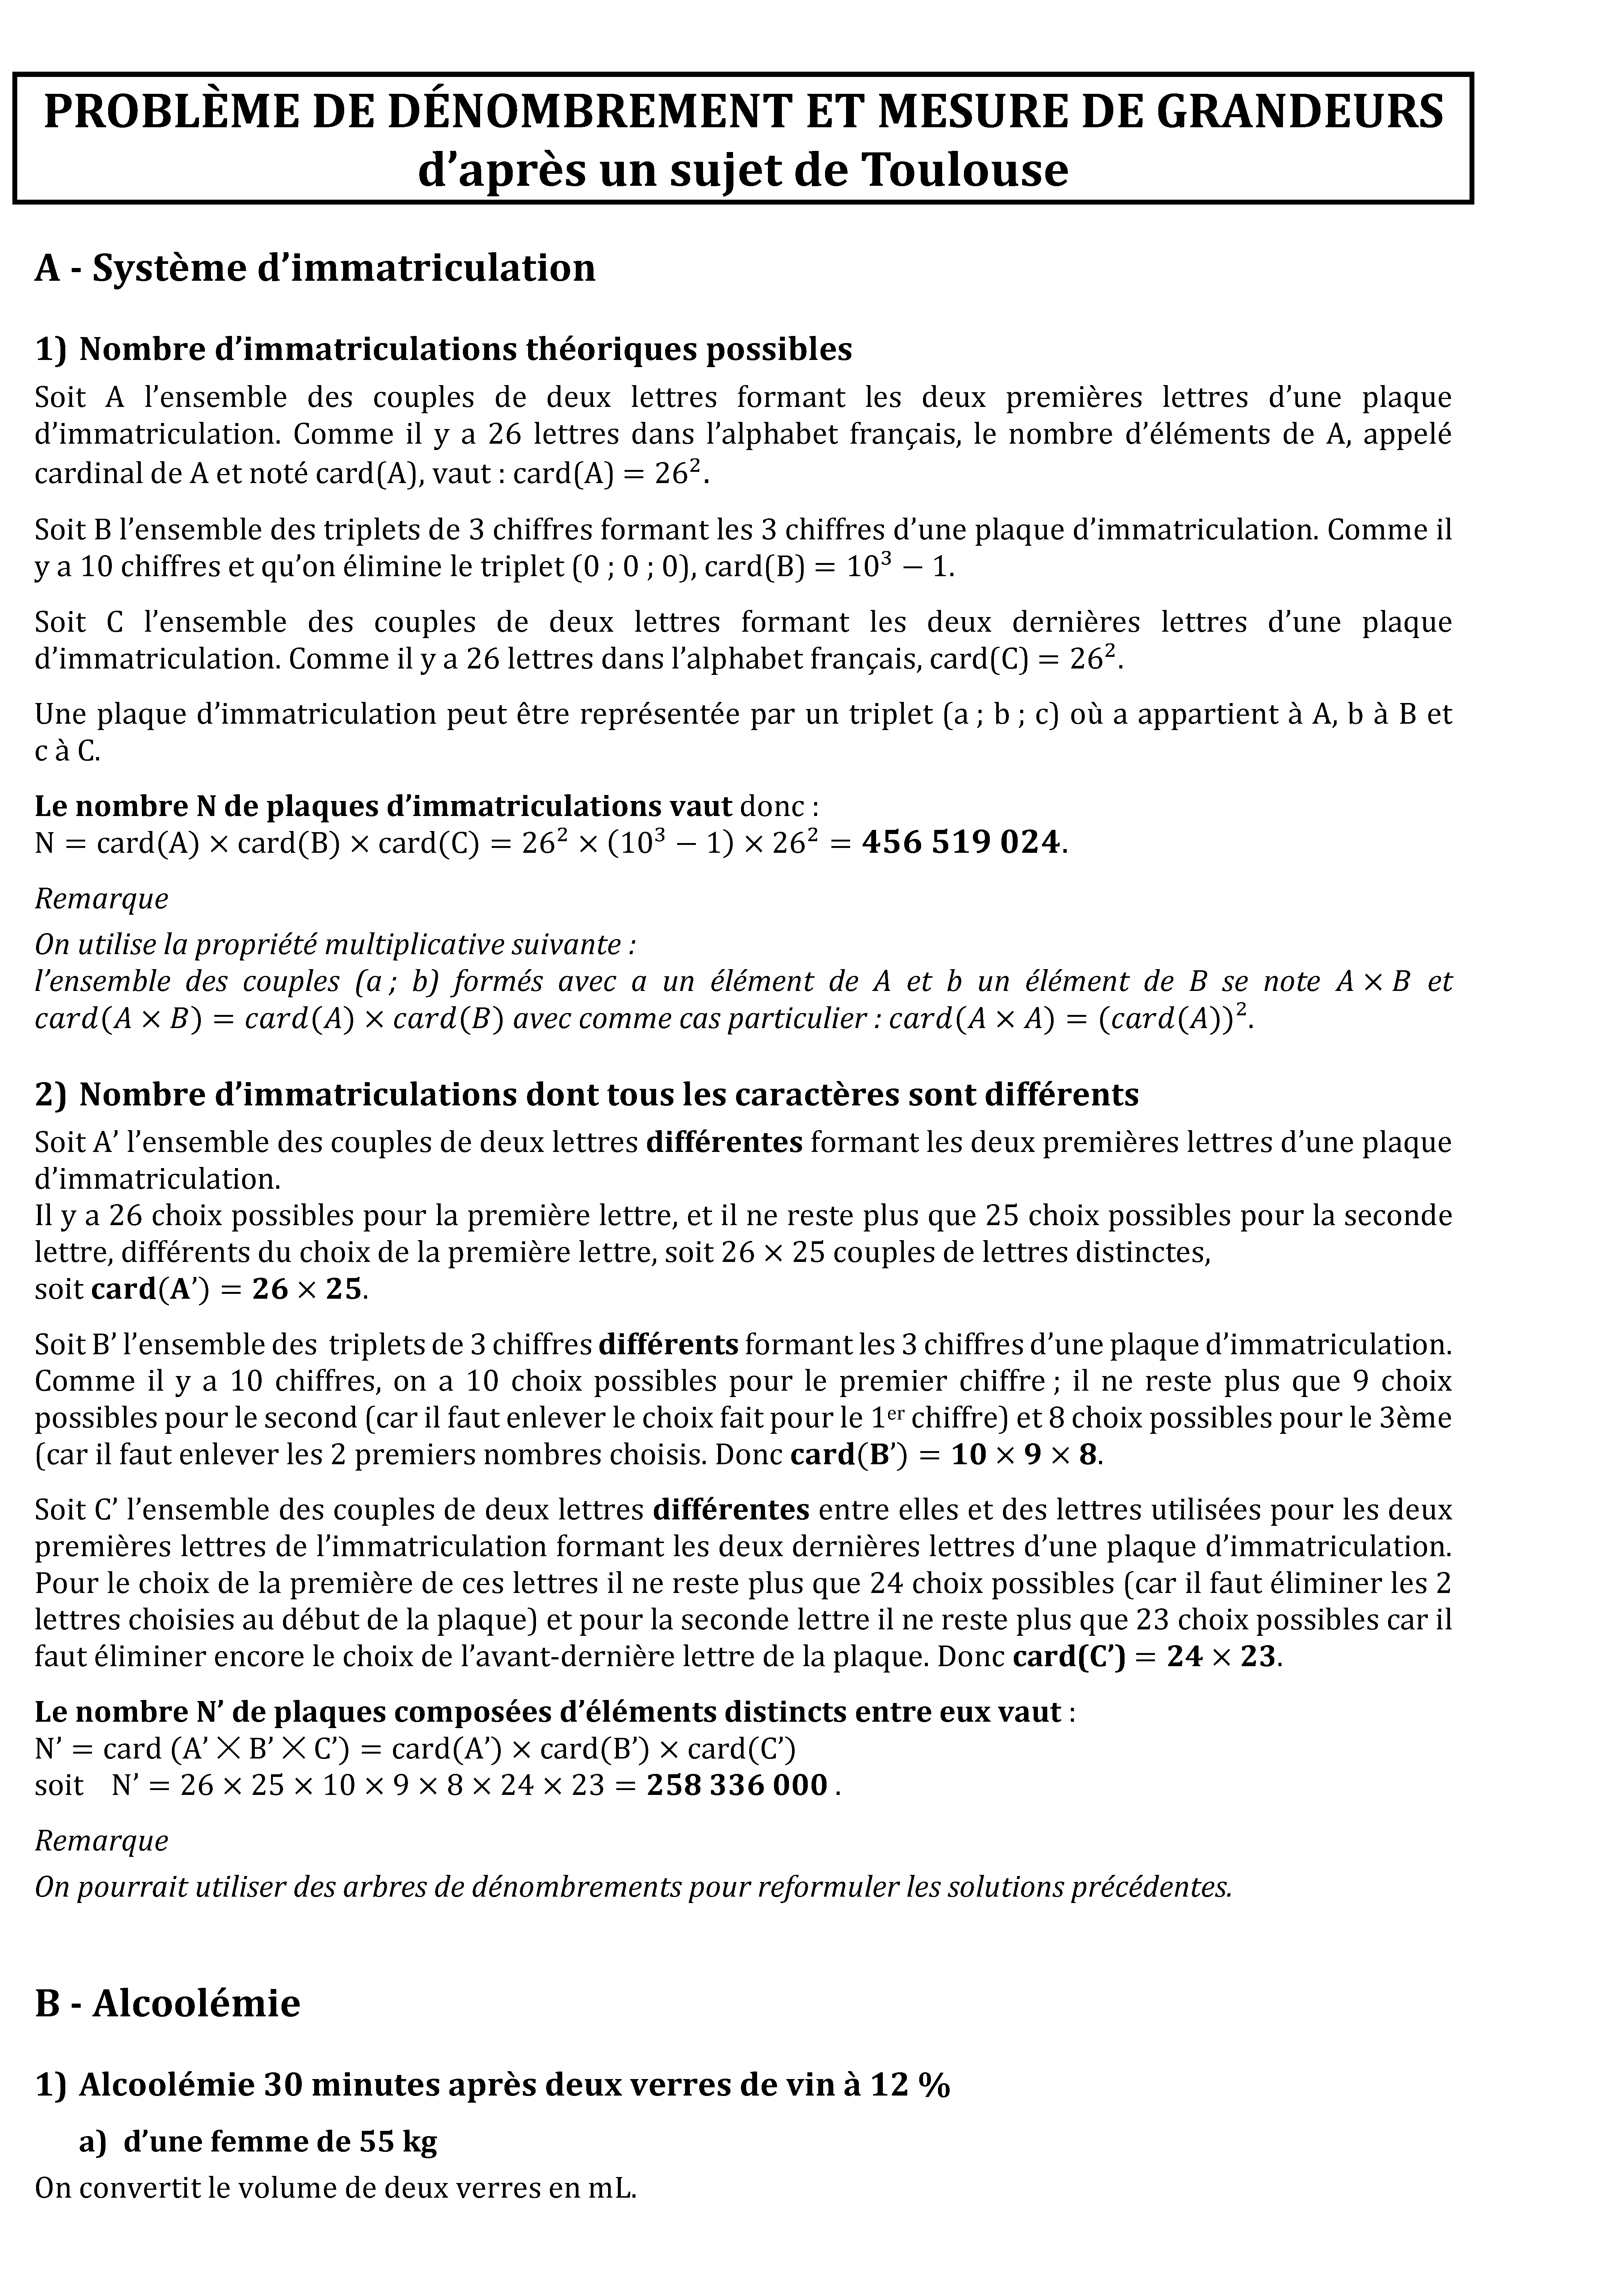 PROBLÈME DE DÉNOMBREMENT ET MESURE DE GRANDEURS
d’après un sujet de Toulouse
A - Système d’immatriculation
1) Nombre d’immatriculations théoriques possibles
Soit A l’ensemble des couples de deux lettres formant les deux premières lettres d’une plaque
d’immatriculation. Comme il y a 26 lettres dans l’alphabet français, le nombre d’éléments de A, appelé
cardinal de A et noté card(A), vaut : card(A) = 26².
Soit B l’ensemble des triplets de 3 chiffres formant les 3 chiffres d’une plaque d’immatriculation. Comme il
y a 10 chiffres et qu’on élimine le triplet (0 ; 0 ; 0), card(B) = 10³ − 1.
Soit C l’ensemble des couples de deux lettres formant les deux dernières lettres d’une plaque
d’immatriculation. Comme il y a 26 lettres dans l’alphabet français, card(C) = 26².
Une plaque d’immatriculation peut être représentée par un triplet (a ; b ; c) où a appartient à A, b à B et
c à C.
Le nombre N de plaques d’immatriculations vaut donc :
N = card(A) × card(B) × card(C) = 26² × (10³ − 1) × 26² = 456 519 024.
Remarque
On utilise la propriété multiplicative suivante :
l’ensemble des couples (a ; b) formés avec a un élément de A et b un élément de B se note A × B et
card(A × B) = card(A) × card(B) avec comme cas particulier : card(A × A) = (card(A))².
2) Nombre d’immatriculations dont tous les caractères sont différents
Soit A’ l’ensemble des couples de deux lettres différentes formant les deux premières lettres d’une plaque
d’immatriculation.
Il y a 26 choix possibles pour la première lettre, et il ne reste plus que 25 choix possibles pour la seconde
lettre, différents du choix de la première lettre, soit 26 × 25 couples de lettres distinctes,
soit card(A’) = 26 × 25.
Soit B’ l’ensemble des triplets de 3 chiffres différents formant les 3 chiffres d’une plaque d’immatriculation.
Comme il y a 10 chiffres, on a 10 choix possibles pour le premier chiffre ; il ne reste plus que 9 choix
possibles pour le second (car il faut enlever le choix fait pour le 1er chiffre) et 8 choix possibles pour le 3ème
(car il faut enlever les 2 premiers nombres choisis. Donc card(B’) = 10 × 9 × 8.
Soit C’ l’ensemble des couples de deux lettres différentes entre elles et des lettres utilisées pour les deux
premières lettres de l’immatriculation formant les deux dernières lettres d’une plaque d’immatriculation.
Pour le choix de la première de ces lettres il ne reste plus que 24 choix possibles (car il faut éliminer les 2
lettres choisies au début de la plaque) et pour la seconde lettre il ne reste plus que 23 choix possibles car il
faut éliminer encore le choix de l’avant-dernière lettre de la plaque. Donc card(C’) = 24 × 23.
Le nombre N’ de plaques composées d’éléments distincts entre eux vaut :
N’ = card (A’ × B’ × C’) = card(A’) × card(B’) × card(C’)
soit N’ = 26 × 25 × 10 × 9 × 8 × 24 × 23 = 258 336 000 .
Remarque
On pourrait utiliser des arbres de dénombrements pour reformuler les solutions précédentes.
B - Alcoolémie
1) Alcoolémie 30 minutes après deux verres de vin à 12 %
a) d’une femme de 55 kg
On convertit le volume de deux verres en mL.